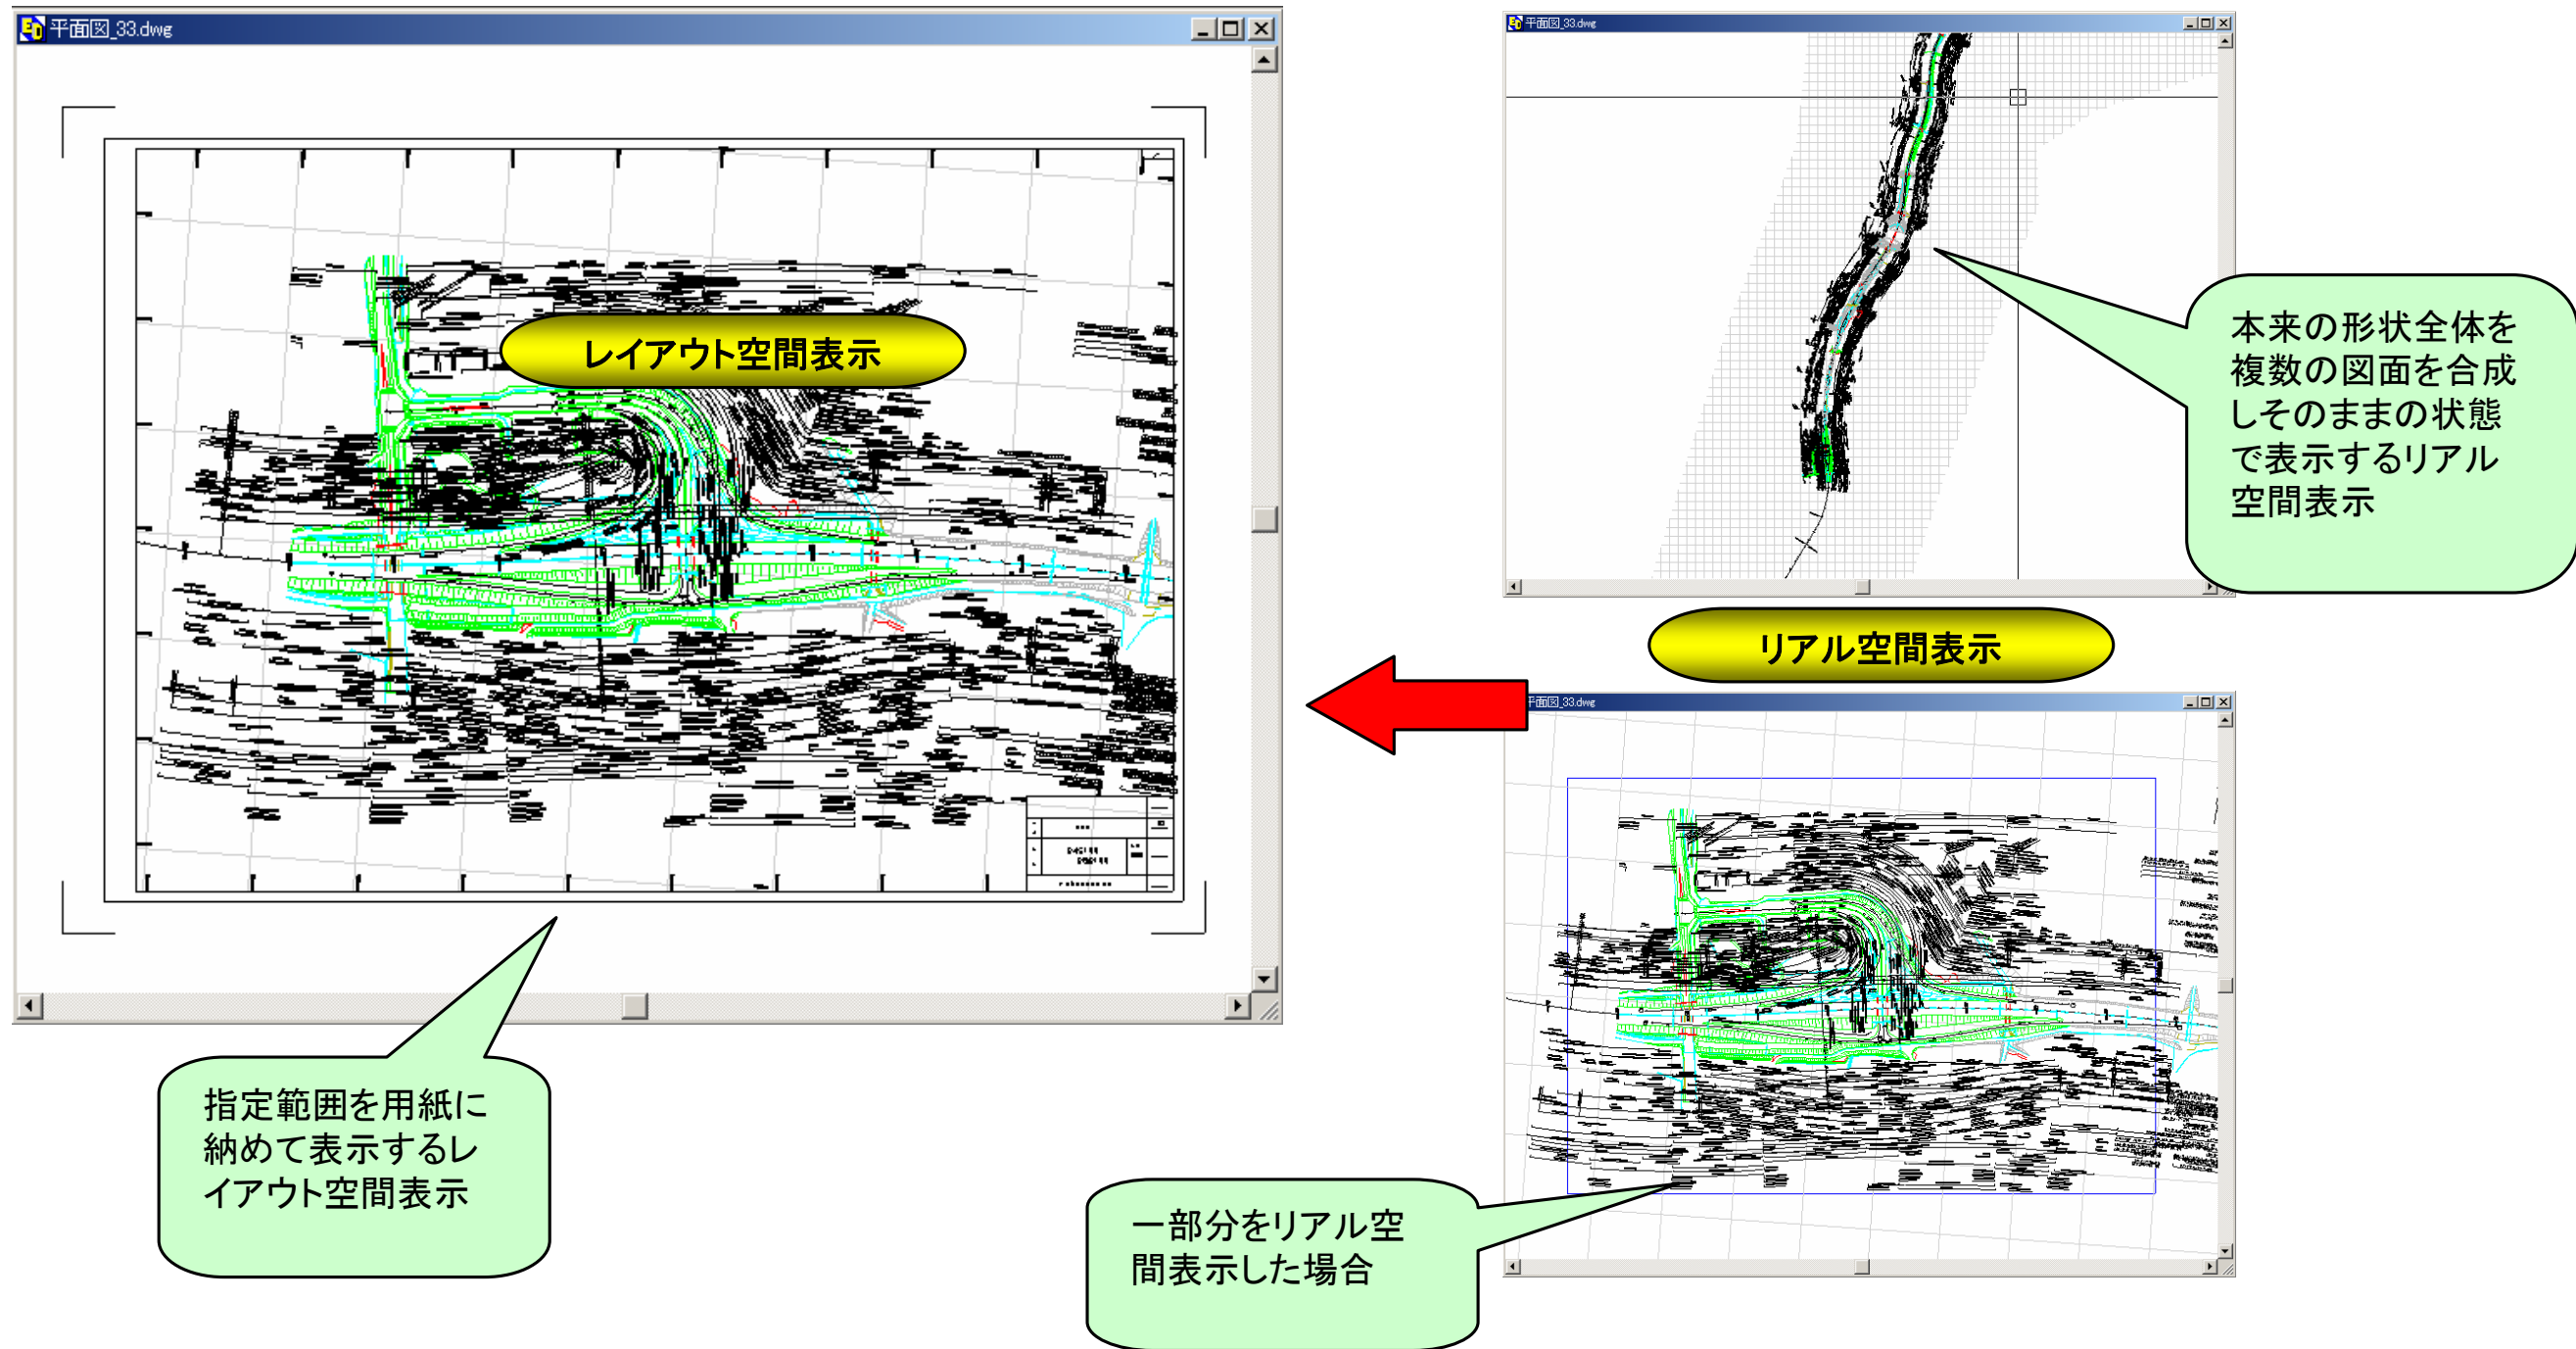 平面図_33.dwg
レイアウト空間表示
指定範囲を用紙に
納めて表示するレ
イアウト空間表示
平面図_33.dwg
本来の形状全体を
複数の図面を合成
しそのままの状態
で表示するリアル
空間表示
リアル空間表示
平面図_33.dwg
一部分をリアル空
間表示した場合